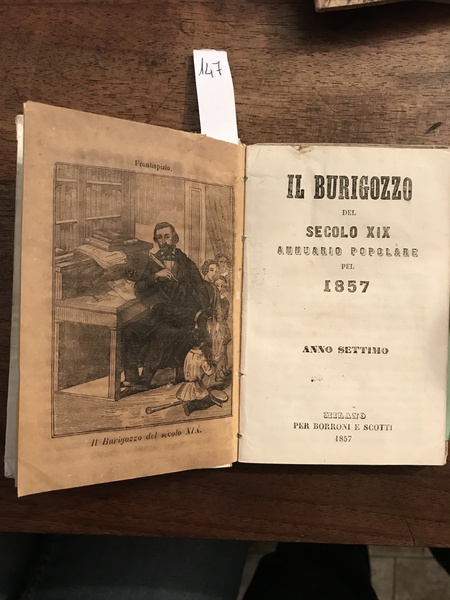 147
Frontispizio.
Il Burigozzo del secolo XIX.
IL BURIGOZZO
DEL
SECOLO XIX
ANNUARIO POPOLARE
PEL
1857
ANNO SETTIMO
MILANO
PER BORRONI E SCOTTI
1857